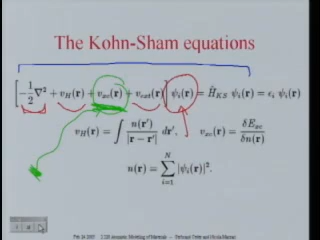 The Kohn-Sham equations
[−½∇² + v_H(r) + v_xc(r) + v_ext(r)] ψ_i(r) = Ĥ_KS ψ_i(r) = ε_i ψ_i(r)
v_H(r) = ∫ n(r′)/|r − r′| dr′, v_xc(r) = δE_xc/δn(r)
n(r) = Σ_{i=1}^{N} |ψ_i(r)|².